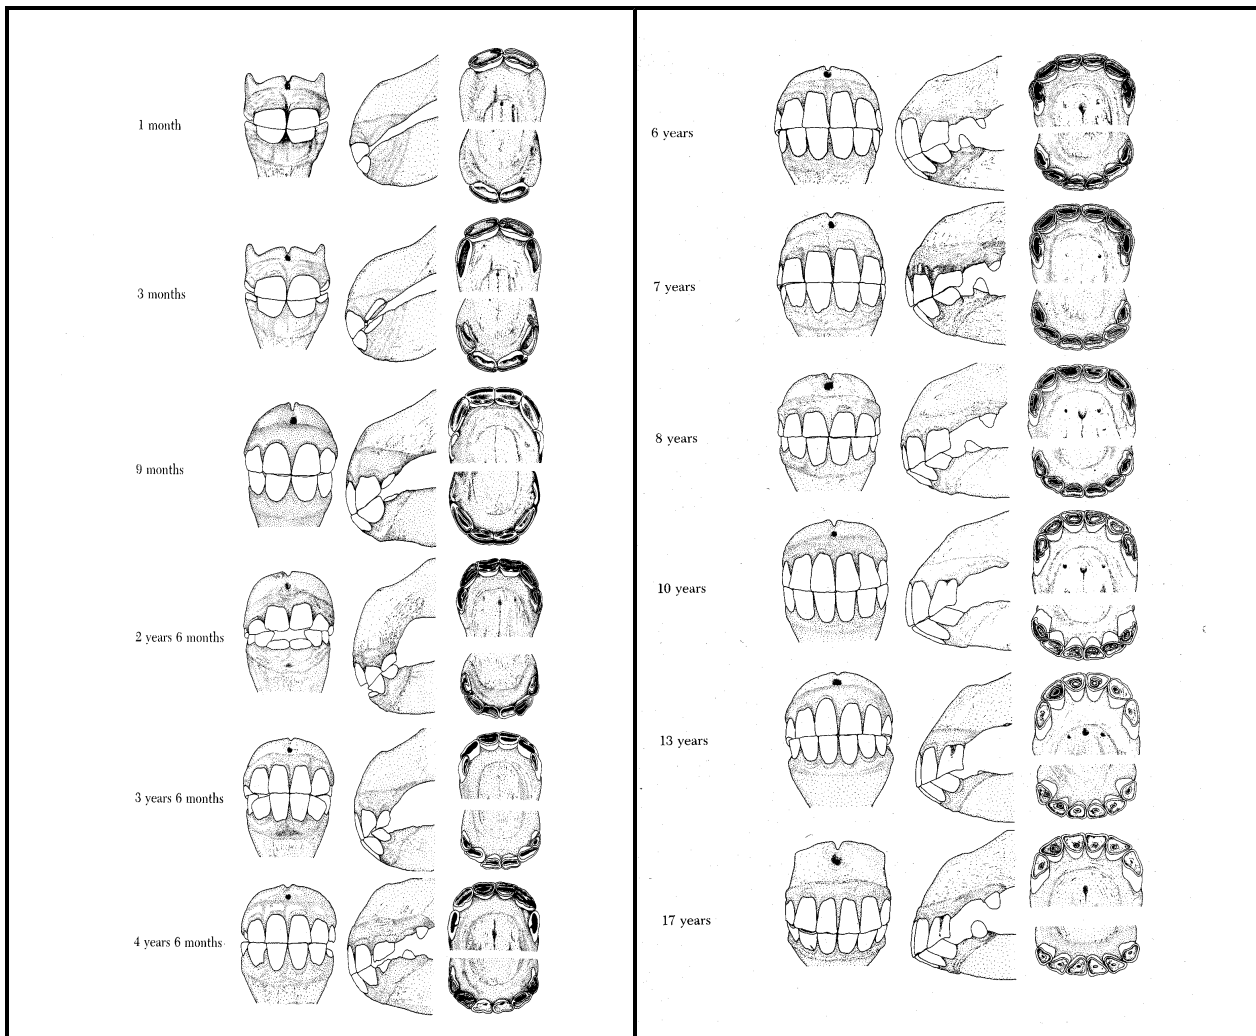 1 month
3 months
9 months
2 years 6 months
3 years 6 months
4 years 6 months
6 years
7 years
8 years
10 years
13 years
17 years